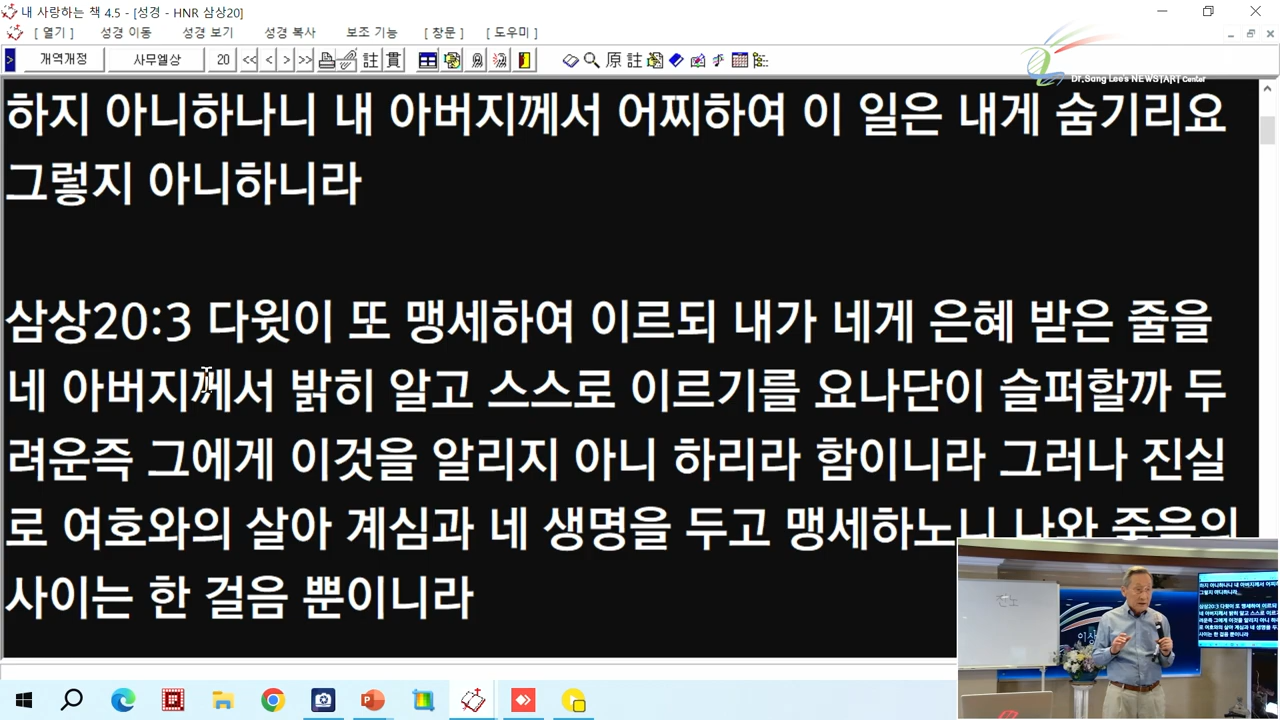 내 사랑하는 책 4.5 - [성경 - HNR 삼상20]
[ 열기 ] 성경 이동 성경 보기 성경 복사 보조 기능 [ 창문 ] [ 도우미 ]
개역개정 사무엘상 20 << < > >> 註 貫 原 註
Dr.Sang Lee's NEWSTART Center
하지 아니하나니 내 아버지께서 어찌하여 이 일은 내게 숨기리요
그렇지 아니하니라
삼상20:3 다윗이 또 맹세하여 이르되 내가 네게 은혜 받은 줄을
네 아버지께서 밝히 알고 스스로 이르기를 요나단이 슬퍼할까 두
려운즉 그에게 이것을 알리지 아니 하리라 함이니라 그러나 진실
로 여호와의 살아 계심과 네 생명을 두고 맹세하노니 나와 죽음의
사이는 한 걸음 뿐이니라